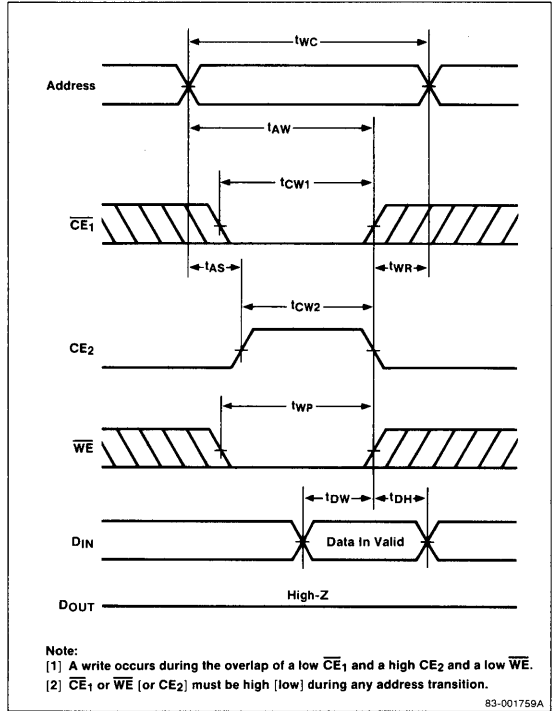 tWC
Address
tAW
tCW1
CE1
tAS
tWR
tCW2
CE2
tWP
WE
tDW
tDH
DIN
Data In Valid
High-Z
DOUT
Note:
[1] A write occurs during the overlap of a low CE1 and a high CE2 and a low WE.
[2] CE1 or WE [or CE2] must be high [low] during any address transition.
83-001759A